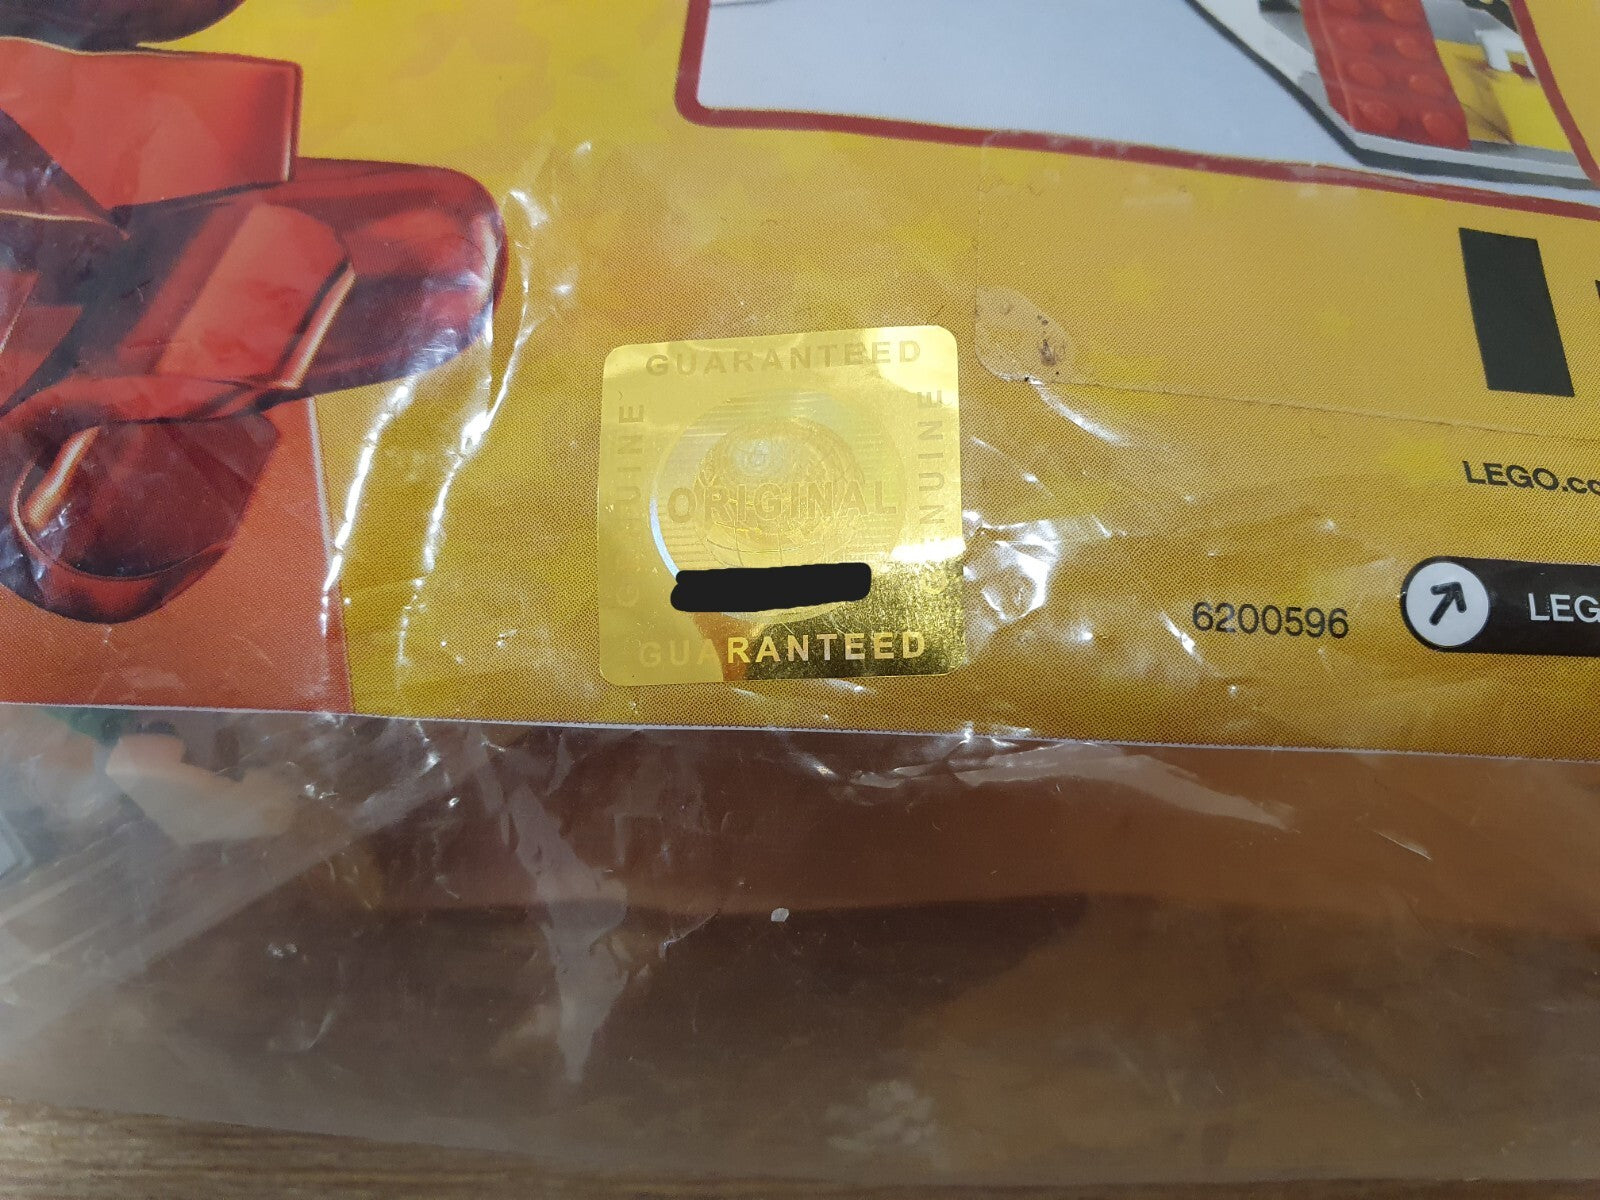 GUARANTEED
GENUINE
GENUINE
ORIGINAL
GUARANTEED
LEGO.co
6200596
LEG